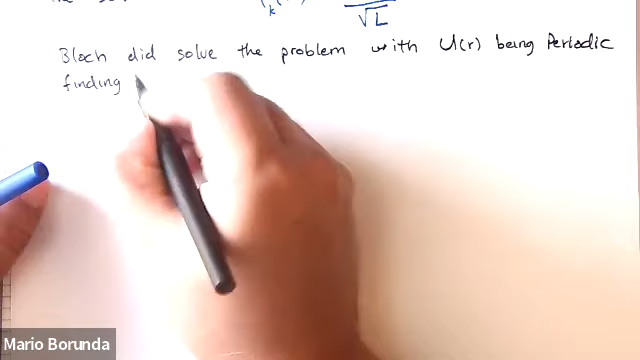 √L
Bloch did solve the problem with U(r) being Periodic
finding
Mario Borunda